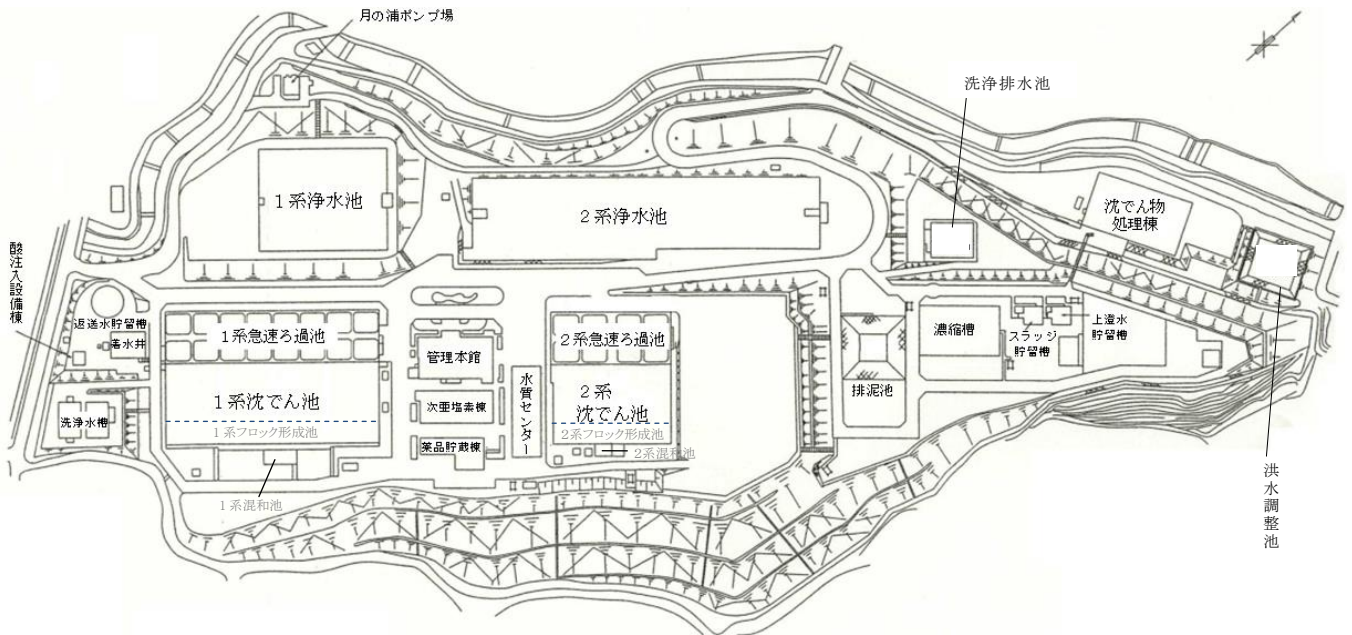 月の浦ポンプ場
洗浄排水池
1系浄水池
2系浄水池
沈でん物
処理棟
酸注入設備棟
返送水貯留槽
着水井
1系急速ろ過池
2系急速ろ過池
管理本館
濃縮槽
スラッジ
貯留槽
上澄水
貯留槽
排泥池
水質センター
1系沈でん池
2系
沈でん池
次亜塩素棟
洗浄水槽
1系フロック形成池
2系フロック形成池
薬品貯蔵棟
2系混和池
1系混和池
洪水調整池